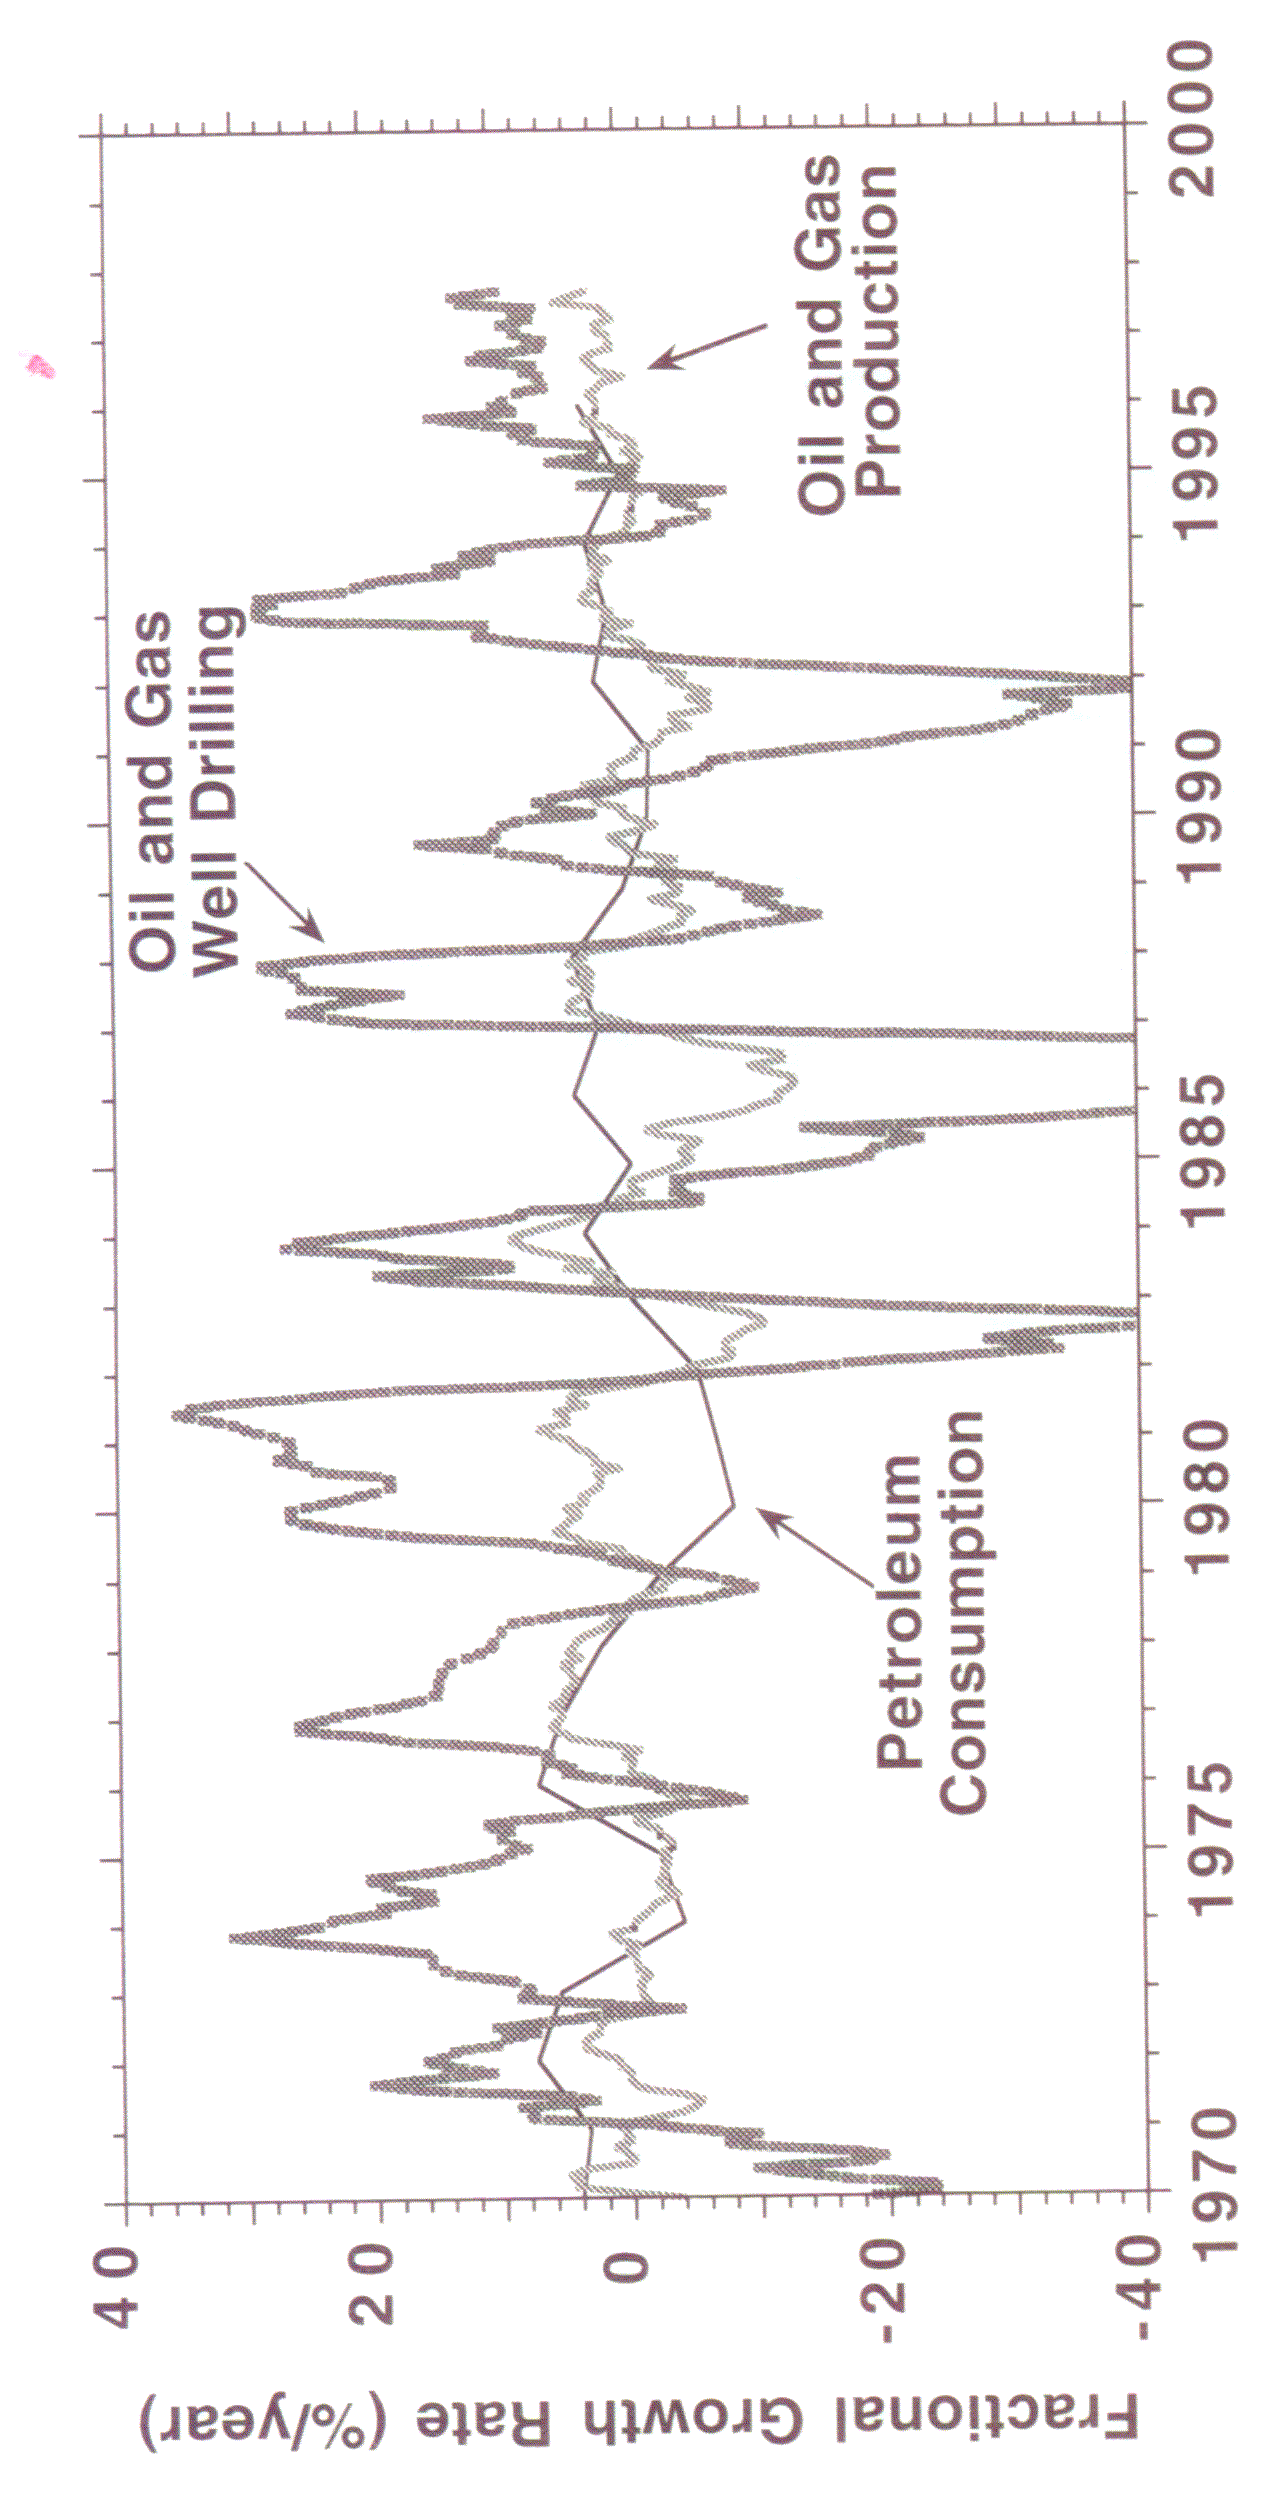 Fractional Growth Rate (%/year)
40
20
0
-20
-40
Oil and Gas
Well Drilling
Oil and Gas
Production
Petroleum
Consumption
1970
1975
1980
1985
1990
1995
2000